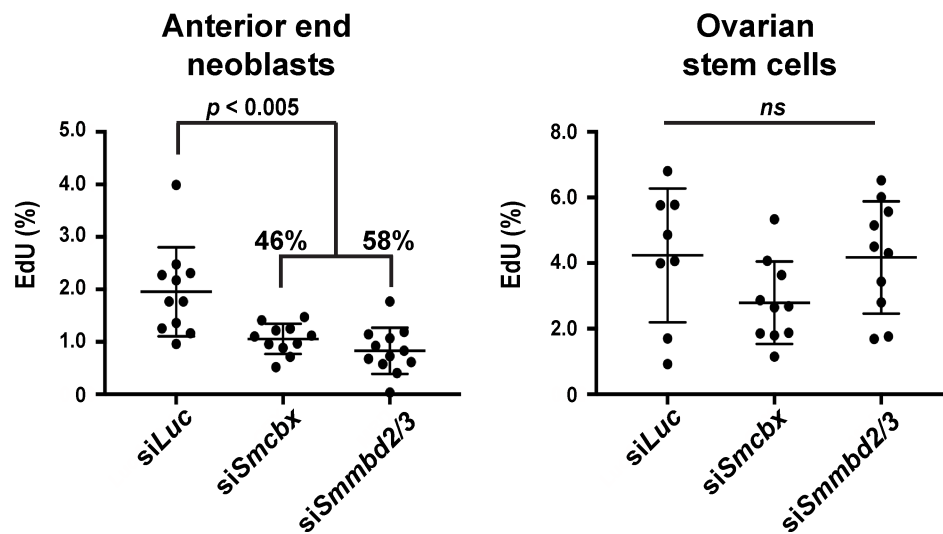 Anterior end
neoblasts
p < 0.005
5.0
4.0
3.0
2.0
1.0
0
EdU (%)
46%
58%
siLuc
siSmcbx
siSmmbd2/3
Ovarian
stem cells
ns
8.0
6.0
4.0
2.0
0
EdU (%)
siLuc
siSmcbx
siSmmbd2/3